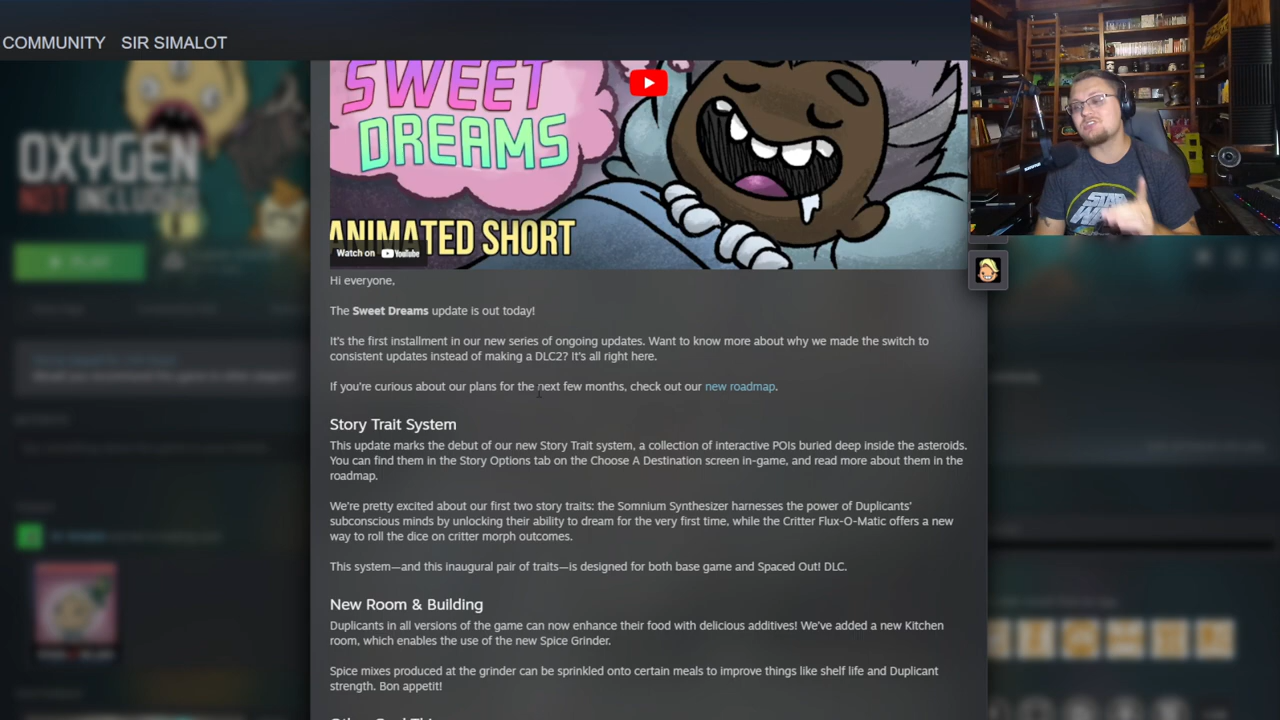 COMMUNITY SIR SIMALOT
SWEET
DREAMS
OXYGEN
NOT INCLUDED
ANIMATED SHORT
Watch on YouTube
Hi everyone,
The Sweet Dreams update is out today!
It's the first installment in our new series of ongoing updates. Want to know more about why we made the switch to
consistent updates instead of making a DLC2? It's all right here.
If you're curious about our plans for the next few months, check out our new roadmap.
Story Trait System
This update marks the debut of our new Story Trait system, a collection of interactive POIs buried deep inside the asteroids.
You can find them in the Story Options tab on the Choose A Destination screen in-game, and read more about them in the
roadmap.
We're pretty excited about our first two story traits: the Somnium Synthesizer harnesses the power of Duplicants'
subconscious minds by unlocking their ability to dream for the very first time, while the Critter Flux-O-Matic offers a new
way to roll the dice on critter morph outcomes.
This system—and this inaugural pair of traits—is designed for both base game and Spaced Out! DLC.
New Room & Building
Duplicants in all versions of the game can now enhance their food with delicious additives! We've added a new Kitchen
room, which enables the use of the new Spice Grinder.
Spice mixes produced at the grinder can be sprinkled onto certain meals to improve things like shelf life and Duplicant
strength. Bon appetit!